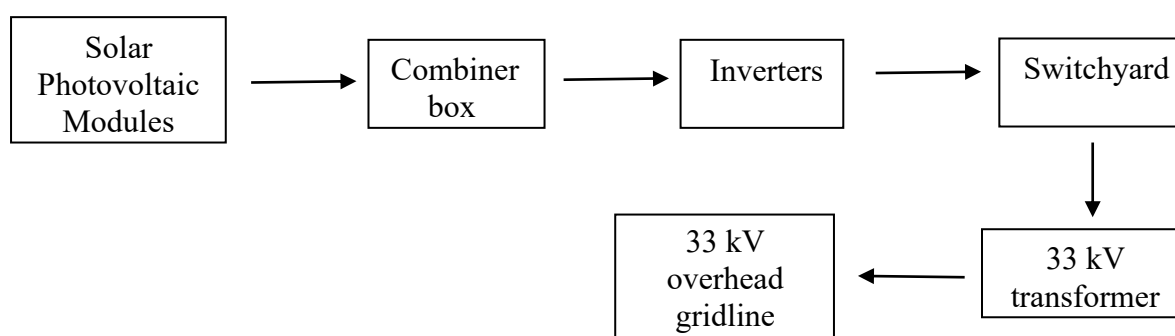 Solar
Photovoltaic
Modules
Combiner
box
Inverters
Switchyard
33 kV
transformer
33 kV
overhead
gridline